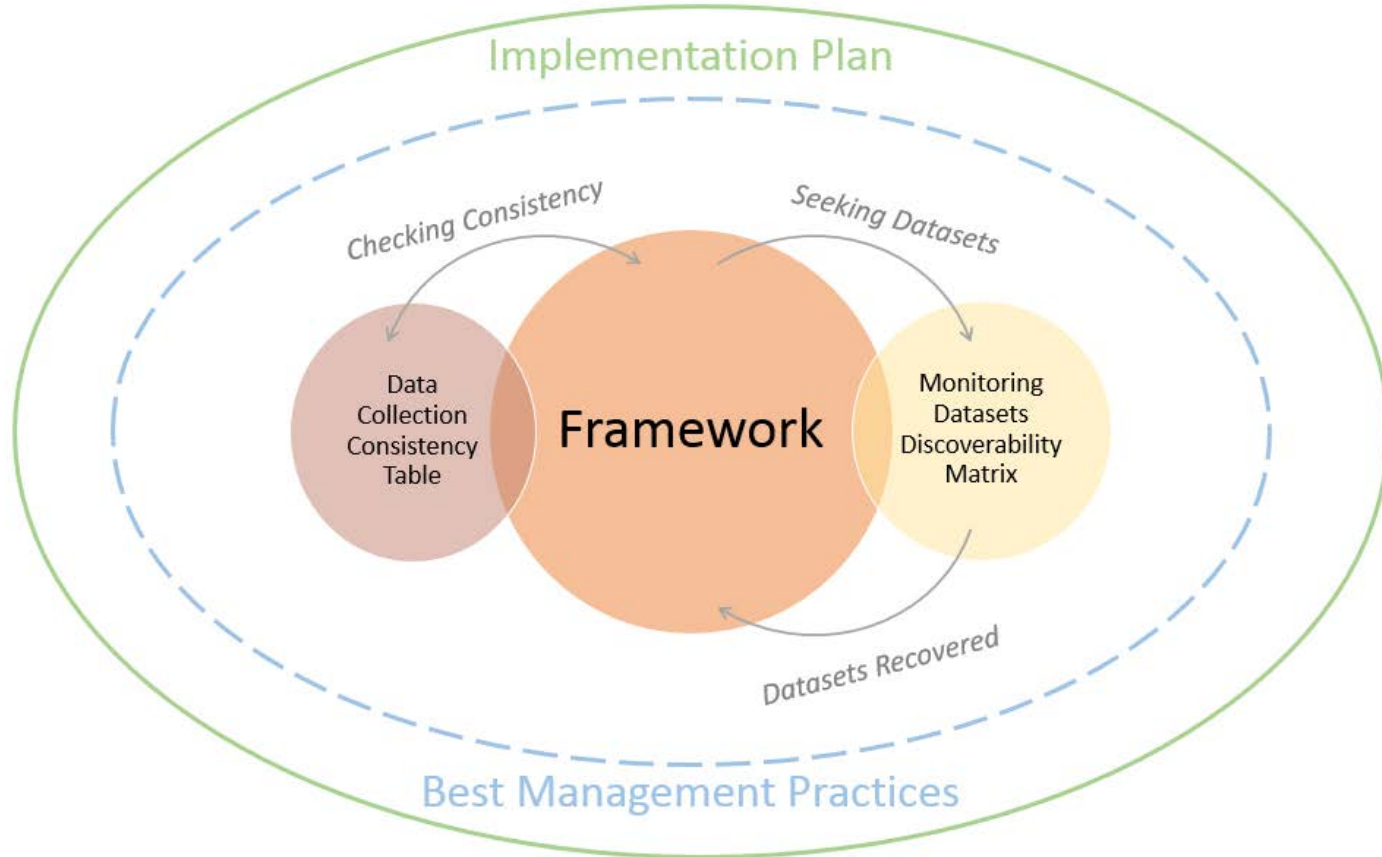 Implementation Plan
Checking Consistency
Seeking Datasets
Data
Collection
Consistency
Table
Framework
Monitoring
Datasets
Discoverability
Matrix
Datasets Recovered
Best Management Practices